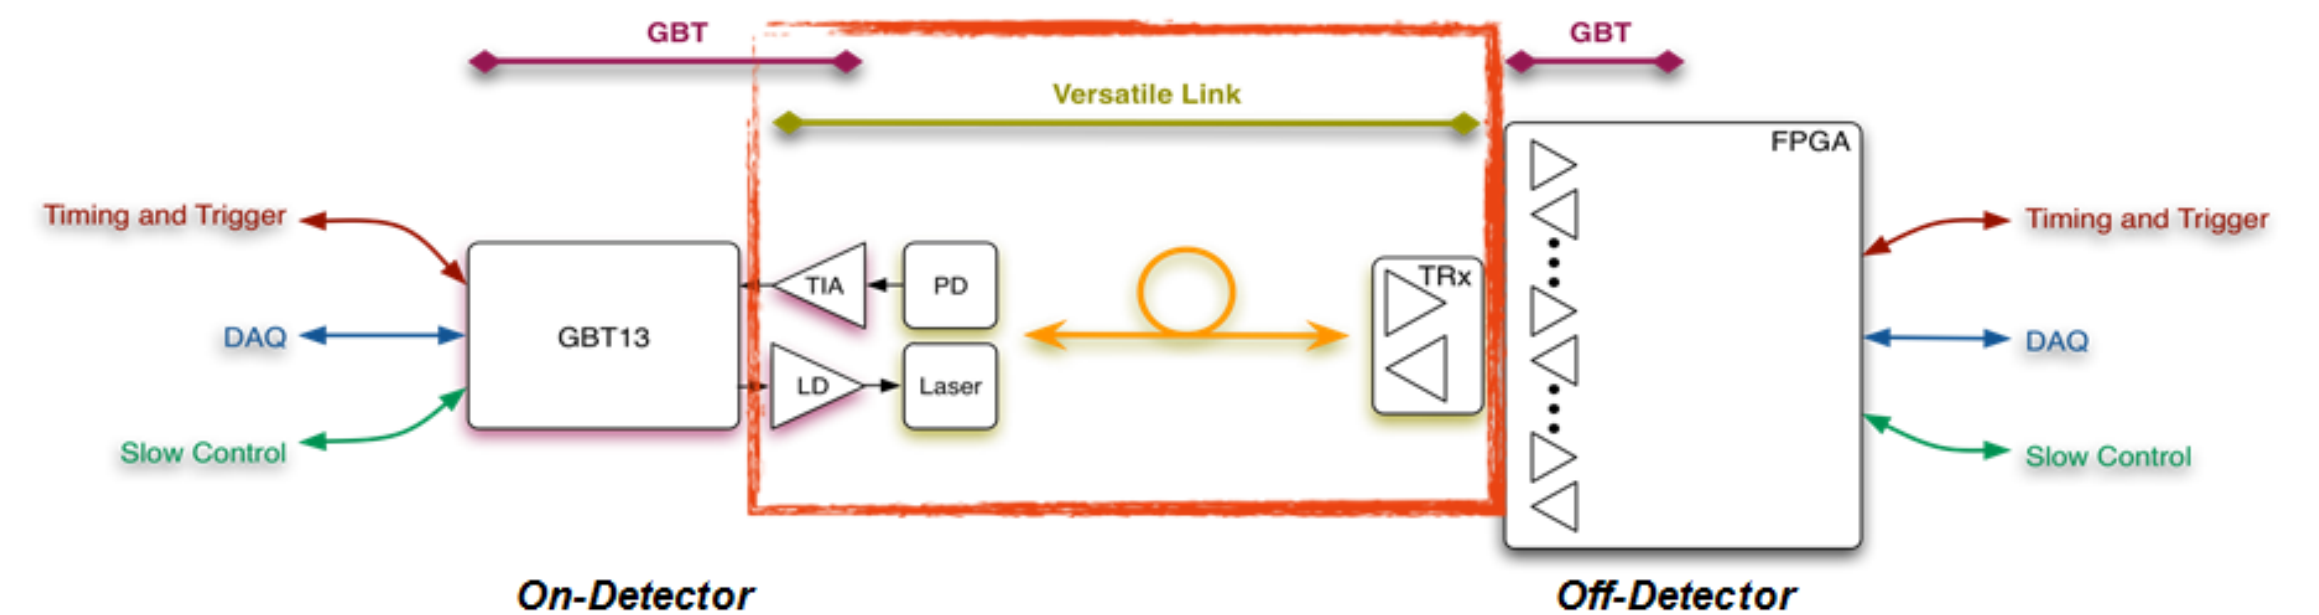 GBT
GBT
Versatile Link
FPGA
Timing and Trigger
Timing and Trigger
TIA
PD
TRx
DAQ
GBT13
DAQ
LD
Laser
Slow Control
Slow Control
On-Detector
Off-Detector